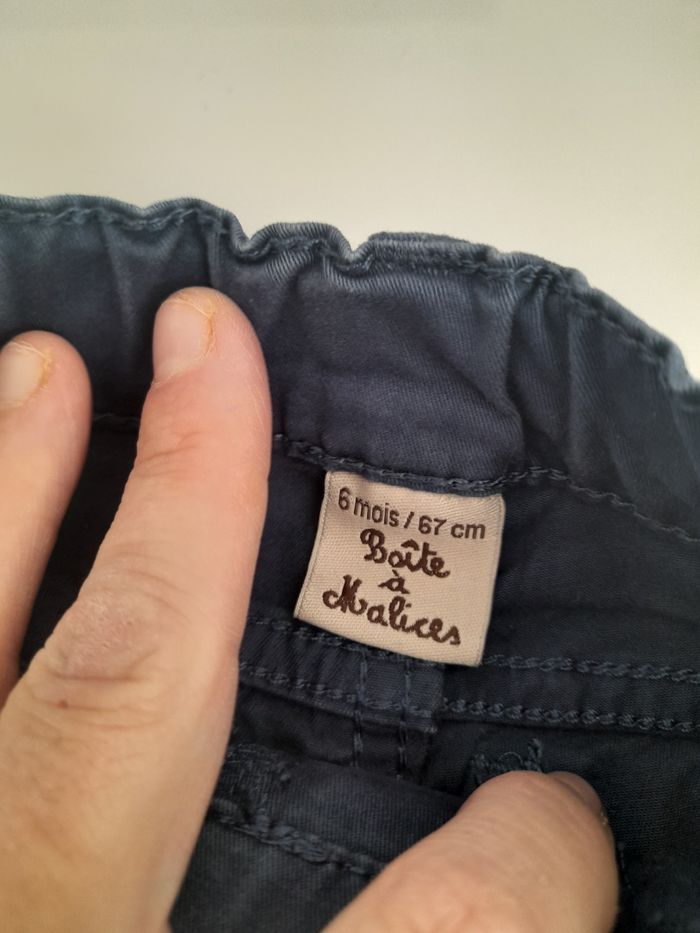 6 mois / 67 cm
Boîte
à
Malices